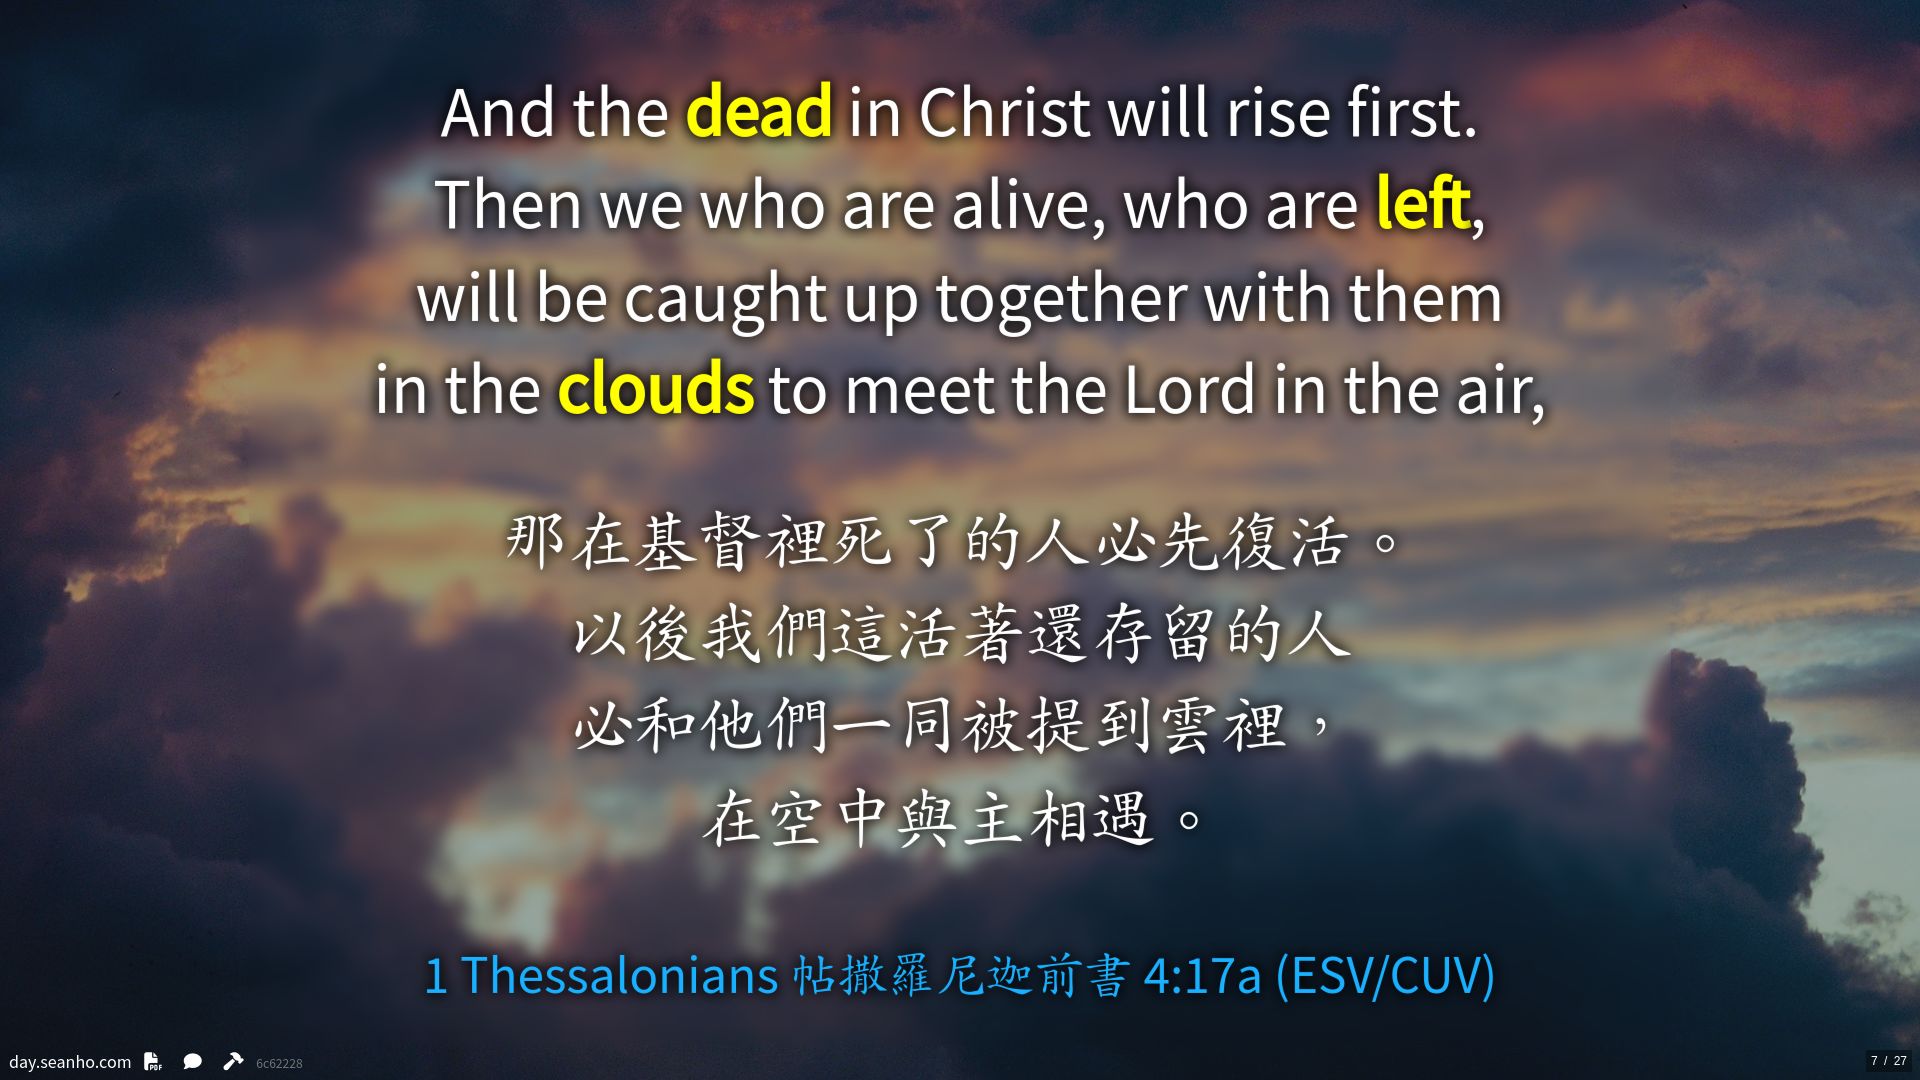 And the dead in Christ will rise first.
Then we who are alive, who are left,
will be caught up together with them
in the clouds to meet the Lord in the air,
那在基督裡死了的人必先復活。
以後我們這活著還存留的人
必和他們一同被提到雲裡，
在空中與主相遇。
1 Thessalonians 帖撒羅尼迦前書 4:17a (ESV/CUV)
day.seanho.com PDF 6c62228
7 / 27